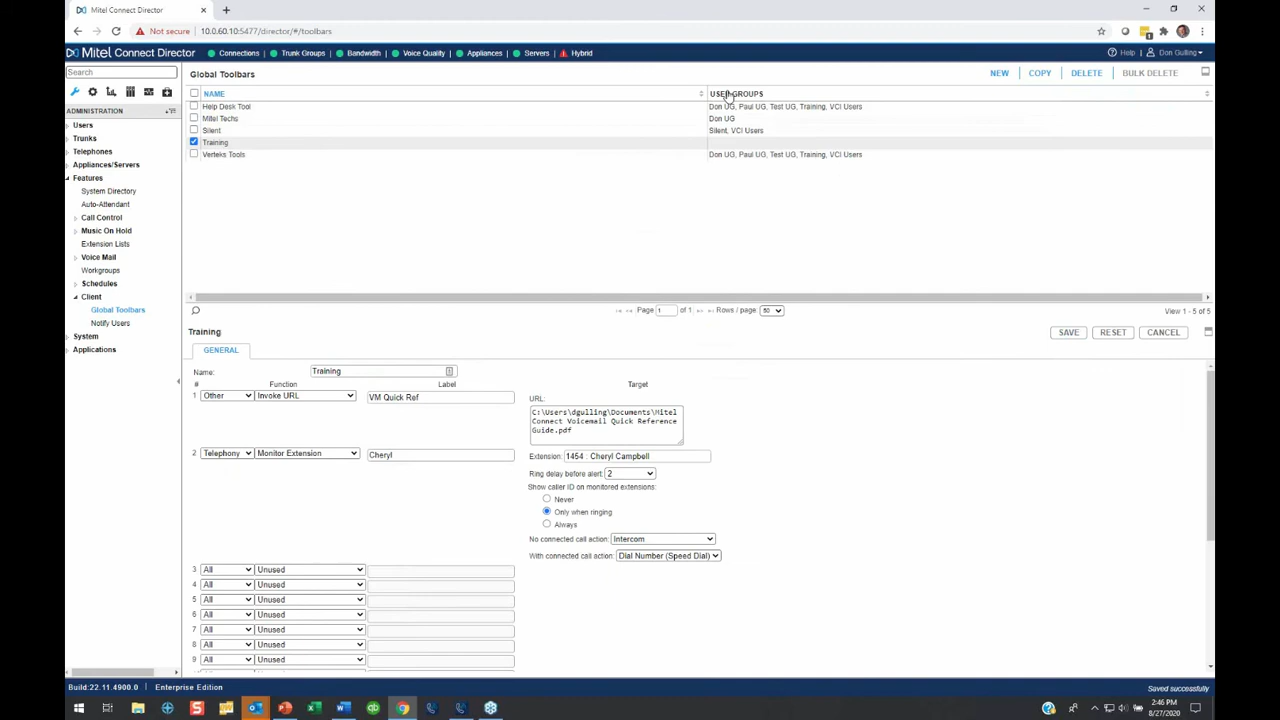 Mitel Connect Director
Not secure
10.0.60.10:5477/director/#/toolbars
Mitel Connect Director
Connections
Trunk Groups
Bandwidth
Voice Quality
Appliances
Servers
Hybrid
Help
Don Gulling
Search
Global Toolbars
NEW
COPY
DELETE
BULK DELETE
ADMINISTRATION
Users
Trunks
Telephones
Appliances/Servers
Features
System Directory
Auto-Attendant
Call Control
Music On Hold
Extension Lists
Voice Mail
Workgroups
Schedules
Client
Global Toolbars
Notify Users
System
Applications
NAME USER GROUPS
Help Desk Tool Don UG, Paul UG, Test UG, Training, VCI Users
Mitel Techs Don UG
Silent Silent, VCI Users
Training
Verteks Tools Don UG, Paul UG, Test UG, Training, VCI Users
Page 1 of 1 Rows / page: 50
View 1 - 5 of 5
Training
SAVE
RESET
CANCEL
GENERAL
Name: Training
# Function Label Target
1 Other Invoke URL VM Quick Ref
URL:
C:\Users\dgulling\Documents\Mitel
Connect Voicemail Quick Reference
Guide.pdf
2 Telephony Monitor Extension Cheryl
Extension: 1454 : Cheryl Campbell
Ring delay before alert: 2
Show caller ID on monitored extensions:
Never
Only when ringing
Always
No connected call action: Intercom
With connected call action: Dial Number (Speed Dial)
3 All Unused
4 All Unused
5 All Unused
6 All Unused
7 All Unused
8 All Unused
9 All Unused
Build:22.11.4900.0
Enterprise Edition
Saved successfully
2:46 PM
8/27/2020